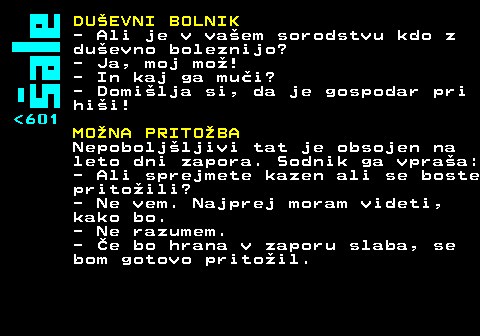 šale
<601
DUŠEVNI BOLNIK
- Ali je v vašem sorodstvu kdo z
duševno boleznijo?
- Ja, moj mož!
- In kaj ga muči?
- Domišlja si, da je gospodar pri
hiši!
MOŽNA PRITOŽBA
Nepoboljšljivi tat je obsojen na
leto dni zapora. Sodnik ga vpraša:
- Ali sprejmete kazen ali se boste
pritožili?
- Ne vem. Najprej moram videti,
kako bo.
- Ne razumem.
- Če bo hrana v zaporu slaba, se
bom gotovo pritožil.